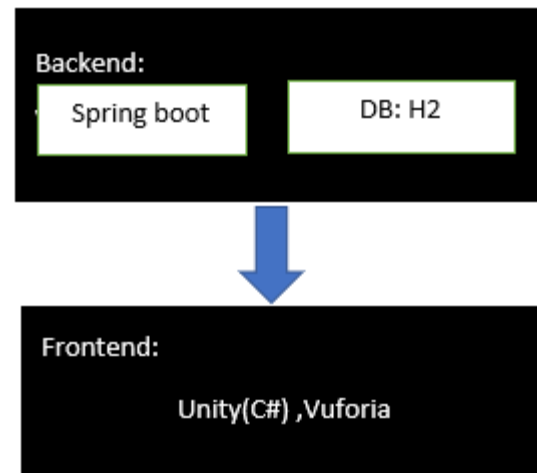 Backend:
Spring boot
DB: H2
Frontend:
Unity(C#) ,Vuforia